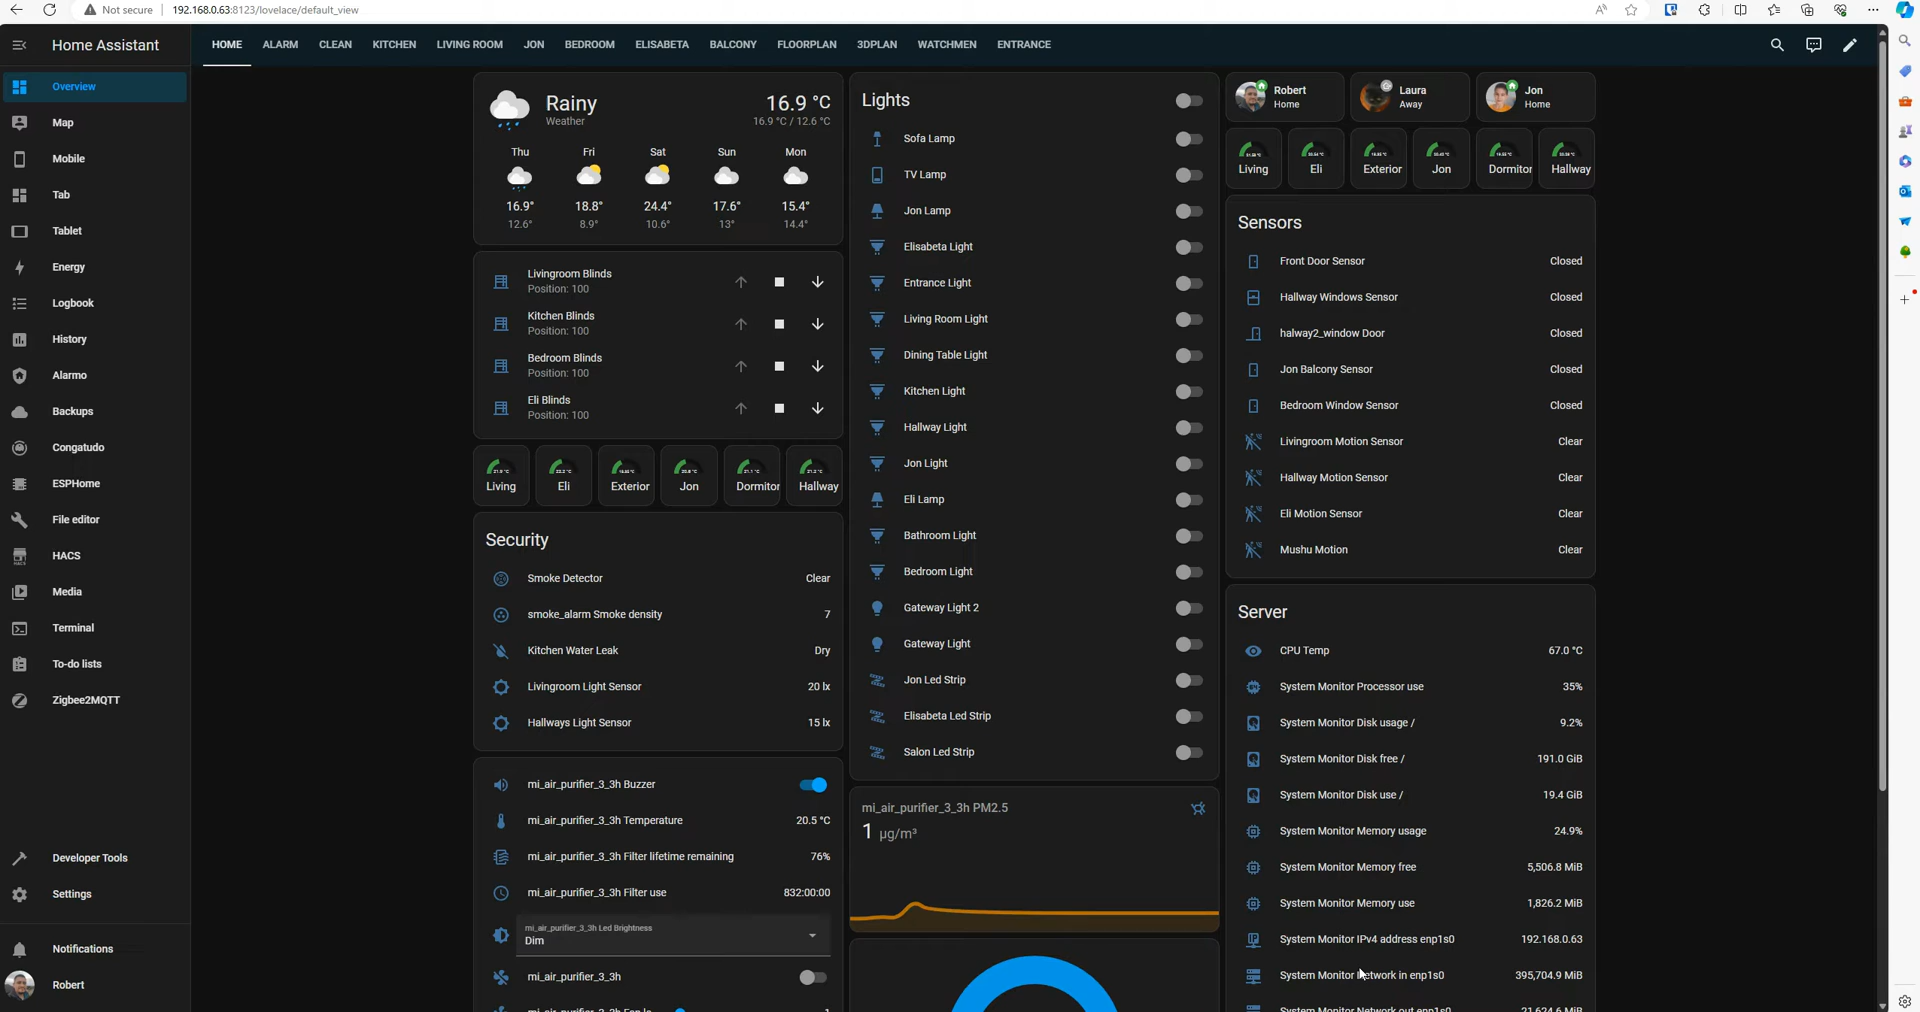 Not secure
192.168.0.63:8123/lovelace/default_view
Home Assistant
HOME
ALARM
CLEAN
KITCHEN
LIVING ROOM
JON
BEDROOM
ELISABETA
BALCONY
FLOORPLAN
3DPLAN
WATCHMEN
ENTRANCE
Overview
Map
Mobile
Tab
Tablet
Energy
Logbook
History
Alarmo
Backups
Congatudo
ESPHome
File editor
HACS
Media
Terminal
To-do lists
Zigbee2MQTT
Developer Tools
Settings
Notifications
Robert
Rainy
Weather
16.9 °C
16.9 °C / 12.6 °C
Thu Fri Sat Sun Mon
16.9° 18.8° 24.4° 17.6° 15.4°
12.6° 8.9° 10.6° 13° 14.4°
Livingroom Blinds
Position: 100
Kitchen Blinds
Position: 100
Bedroom Blinds
Position: 100
Eli Blinds
Position: 100
Living
Eli
Exterior
Jon
Dormitor
Hallway
Security
Smoke Detector Clear
smoke_alarm Smoke density 7
Kitchen Water Leak Dry
Livingroom Light Sensor 20 lx
Hallways Light Sensor 15 lx
mi_air_purifier_3_3h Buzzer
mi_air_purifier_3_3h Temperature 20.5 °C
mi_air_purifier_3_3h Filter lifetime remaining 76%
mi_air_purifier_3_3h Filter use 832:00:00
mi_air_purifier_3_3h Led Brightness
Dim
mi_air_purifier_3_3h
Lights
Sofa Lamp
TV Lamp
Jon Lamp
Elisabeta Light
Entrance Light
Living Room Light
Dining Table Light
Kitchen Light
Hallway Light
Jon Light
Eli Lamp
Bathroom Light
Bedroom Light
Gateway Light 2
Gateway Light
Jon Led Strip
Elisabeta Led Strip
Salon Led Strip
mi_air_purifier_3_3h PM2.5
1 µg/m³
Robert
Home
Laura
Away
Jon
Home
Living
Eli
Exterior
Jon
Dormitor
Hallway
Sensors
Front Door Sensor Closed
Hallway Windows Sensor Closed
halway2_window Door Closed
Jon Balcony Sensor Closed
Bedroom Window Sensor Closed
Livingroom Motion Sensor Clear
Hallway Motion Sensor Clear
Eli Motion Sensor Clear
Mushu Motion Clear
Server
CPU Temp 67.0 °C
System Monitor Processor use 35%
System Monitor Disk usage / 9.2%
System Monitor Disk free / 191.0 GiB
System Monitor Disk use / 19.4 GiB
System Monitor Memory usage 24.9%
System Monitor Memory free 5,506.8 MiB
System Monitor Memory use 1,826.2 MiB
System Monitor IPv4 address enp1s0 192.168.0.63
System Monitor Network in enp1s0 395,704.9 MiB
System Monitor Network out enp1s0 21,624.6 MiB